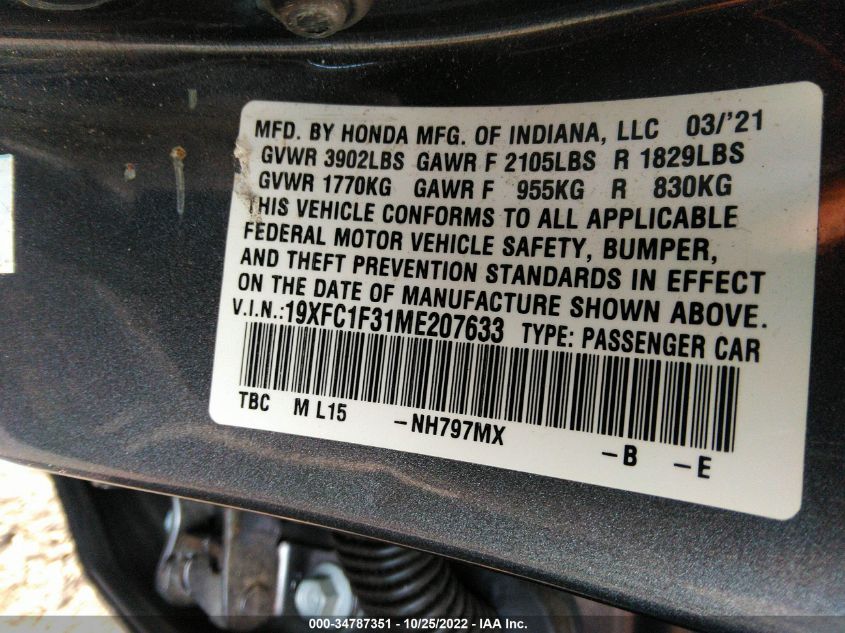 MFD. BY HONDA MFG. OF INDIANA, LLC 03/'21
GVWR 3902LBS GAWR F 2105LBS R 1829LBS
GVWR 1770KG GAWR F 955KG R 830KG
THIS VEHICLE CONFORMS TO ALL APPLICABLE
FEDERAL MOTOR VEHICLE SAFETY, BUMPER,
AND THEFT PREVENTION STANDARDS IN EFFECT
ON THE DATE OF MANUFACTURE SHOWN ABOVE.
V.I.N.:19XFC1F31ME207633 TYPE: PASSENGER CAR
TBC M L15 -NH797MX -B -E
000-34787351 - 10/25/2022 - IAA Inc.